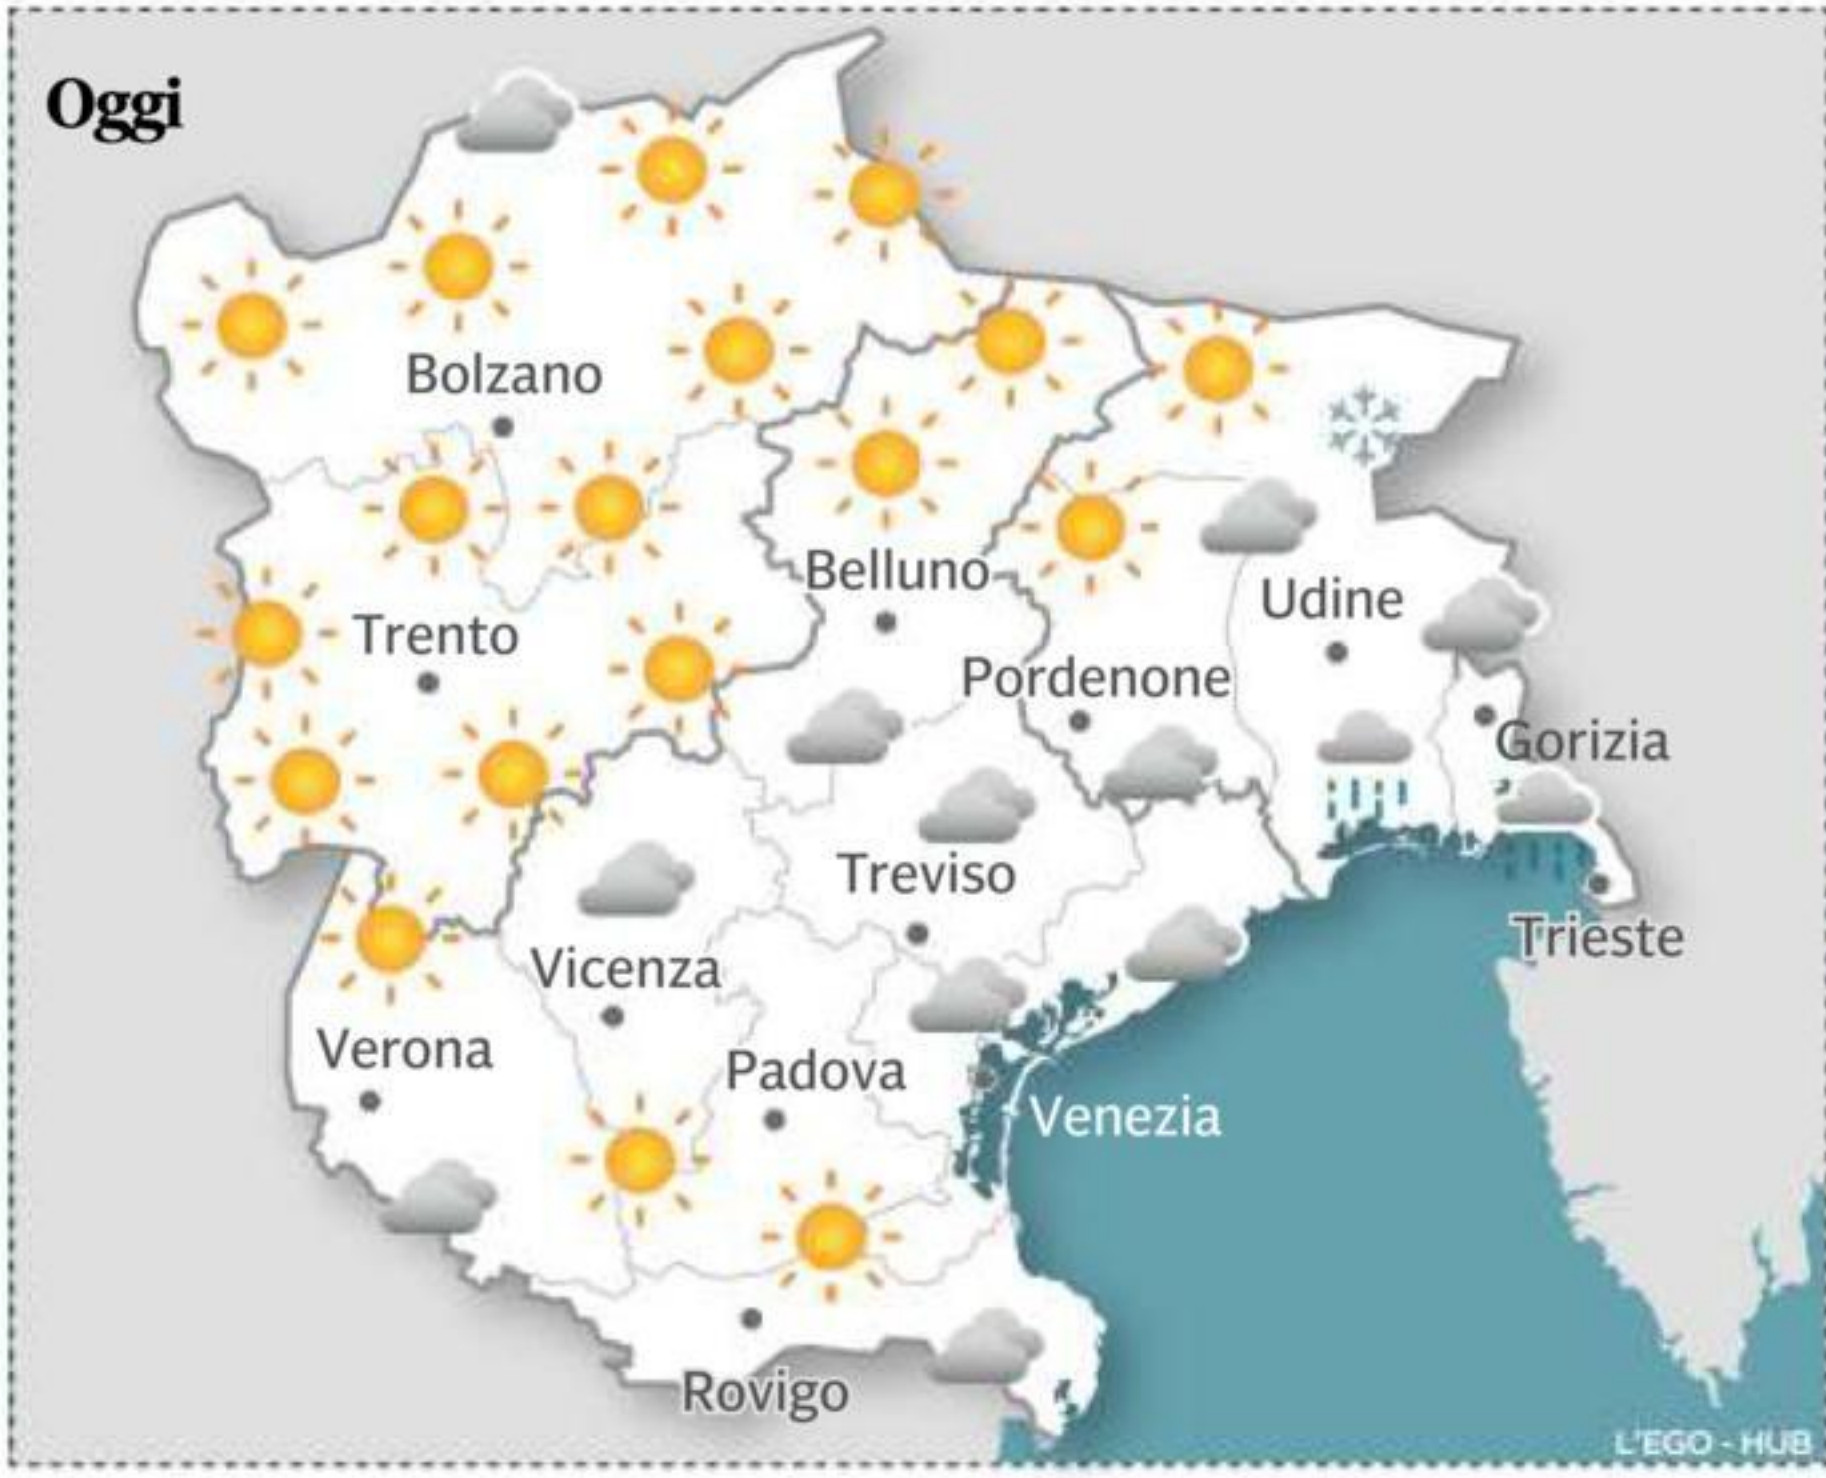 Oggi
Bolzano
Belluno
Udine
Trento
Pordenone
Gorizia
Treviso
Trieste
Vicenza
Verona
Padova
Venezia
Rovigo
L'EGO - HUB